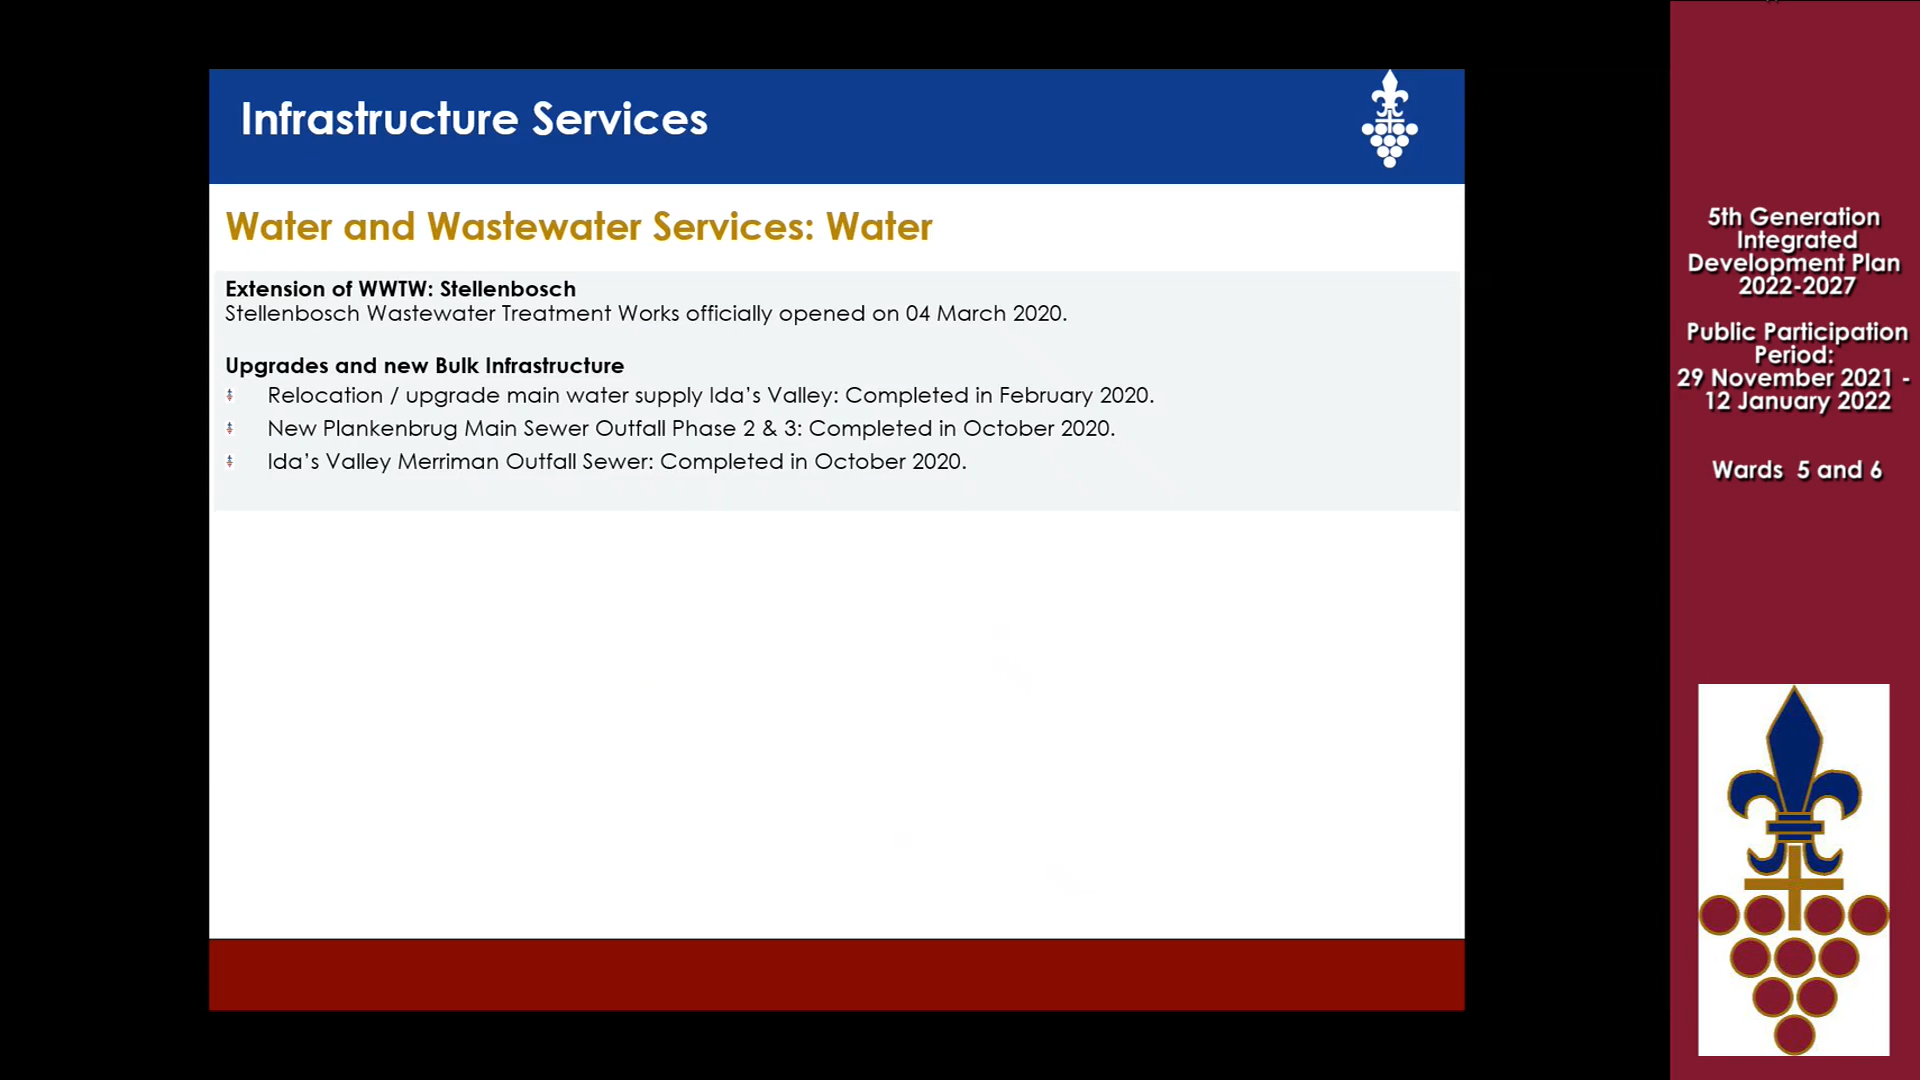 Infrastructure Services
Water and Wastewater Services: Water
Extension of WWTW: Stellenbosch
Stellenbosch Wastewater Treatment Works officially opened on 04 March 2020.
Upgrades and new Bulk Infrastructure
Relocation / upgrade main water supply Ida's Valley: Completed in February 2020.
New Plankenbrug Main Sewer Outfall Phase 2 & 3: Completed in October 2020.
Ida's Valley Merriman Outfall Sewer: Completed in October 2020.
5th Generation
Integrated
Development Plan
2022-2027
Public Participation
Period:
29 November 2021 -
12 January 2022
Wards 5 and 6